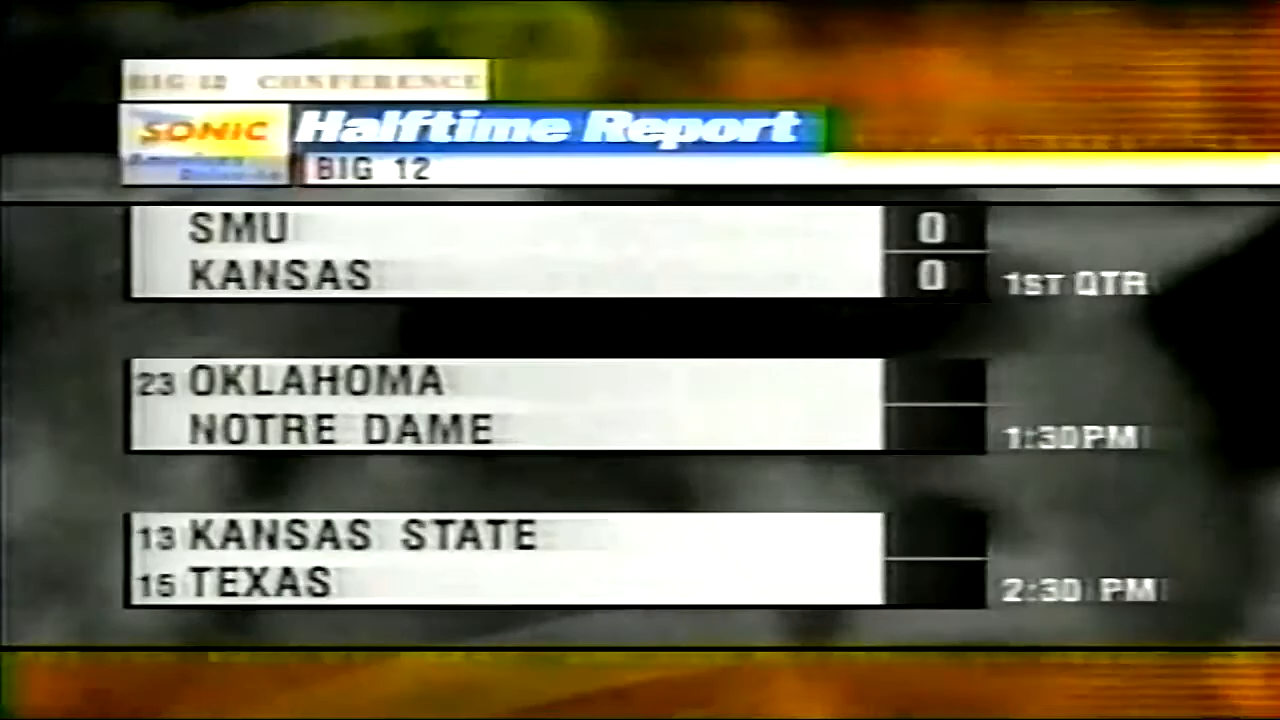 BIG 12 CONFERENCE
SONIC
Halftime Report
BIG 12
SMU 0
KANSAS 0
1ST QTR
23 OKLAHOMA
NOTRE DAME
1:30PM
13 KANSAS STATE
15 TEXAS
2:30 PM